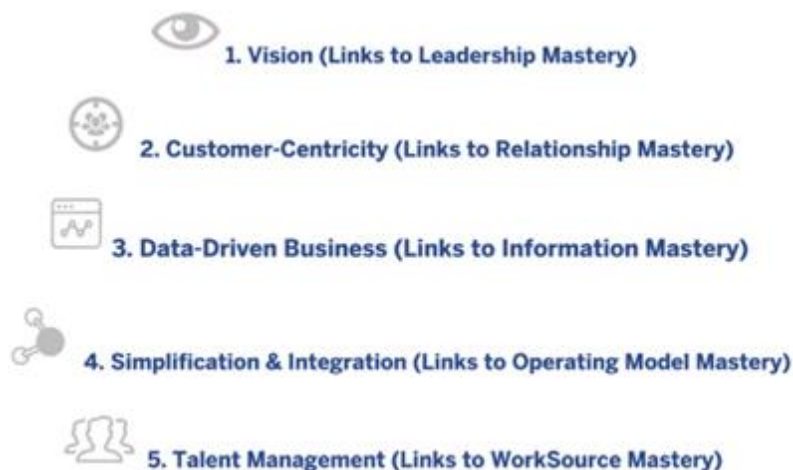 1. Vision (Links to Leadership Mastery)
2. Customer-Centricity (Links to Relationship Mastery)
3. Data-Driven Business (Links to Information Mastery)
4. Simplification & Integration (Links to Operating Model Mastery)
5. Talent Management (Links to WorkSource Mastery)